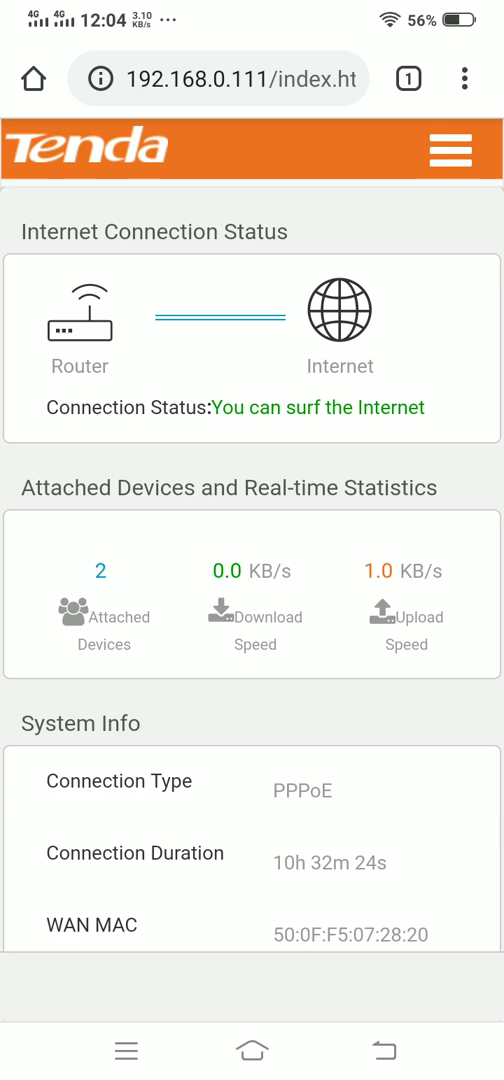 4G 4G 12:04 3.10 KB/s ... 56%
192.168.0.111/index.ht 1
Tenda
Internet Connection Status
Router Internet
Connection Status:You can surf the Internet
Attached Devices and Real-time Statistics
2 0.0 KB/s 1.0 KB/s
Attached Download Upload
Devices Speed Speed
System Info
Connection Type PPPoE
Connection Duration 10h 32m 24s
WAN MAC 50:0F:F5:07:28:20